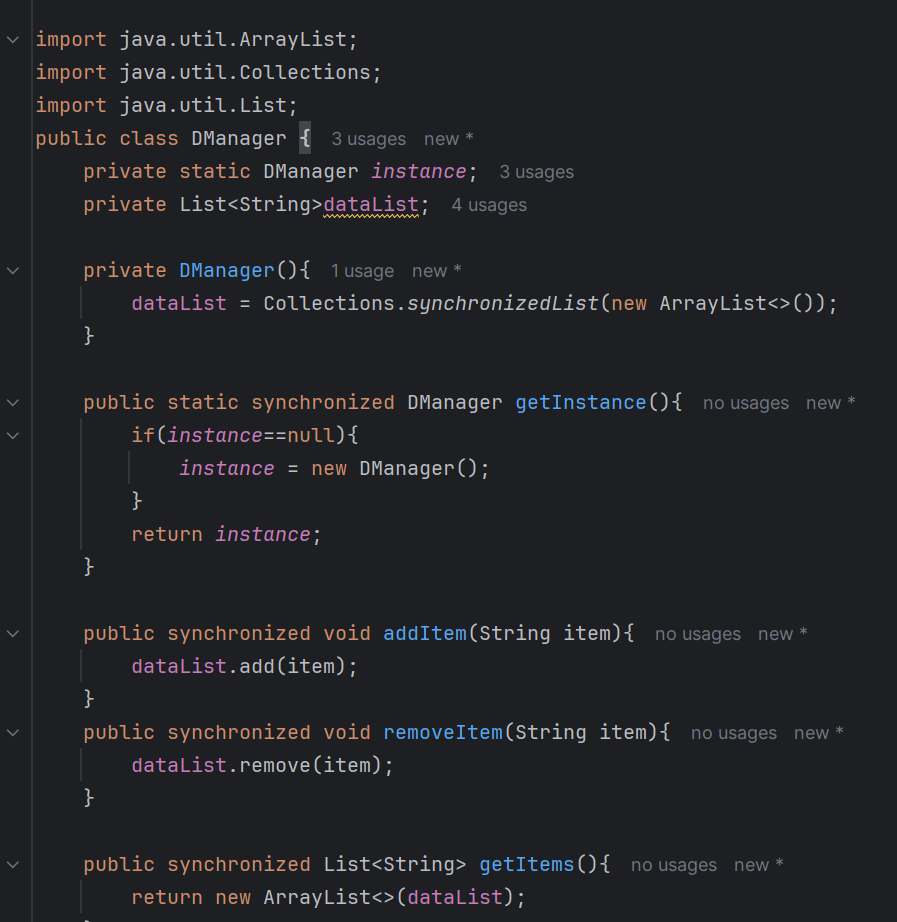 import java.util.ArrayList;
import java.util.Collections;
import java.util.List;
public class DManager { 3 usages new *
    private static DManager instance; 3 usages
    private List<String>dataList; 4 usages

    private DManager(){ 1 usage new *
        dataList = Collections.synchronizedList(new ArrayList<>());
    }

    public static synchronized DManager getInstance(){ no usages new *
        if(instance==null){
            instance = new DManager();
        }
        return instance;
    }

    public synchronized void addItem(String item){ no usages new *
        dataList.add(item);
    }
    public synchronized void removeItem(String item){ no usages new *
        dataList.remove(item);
    }

    public synchronized List<String> getItems(){ no usages new *
        return new ArrayList<>(dataList);